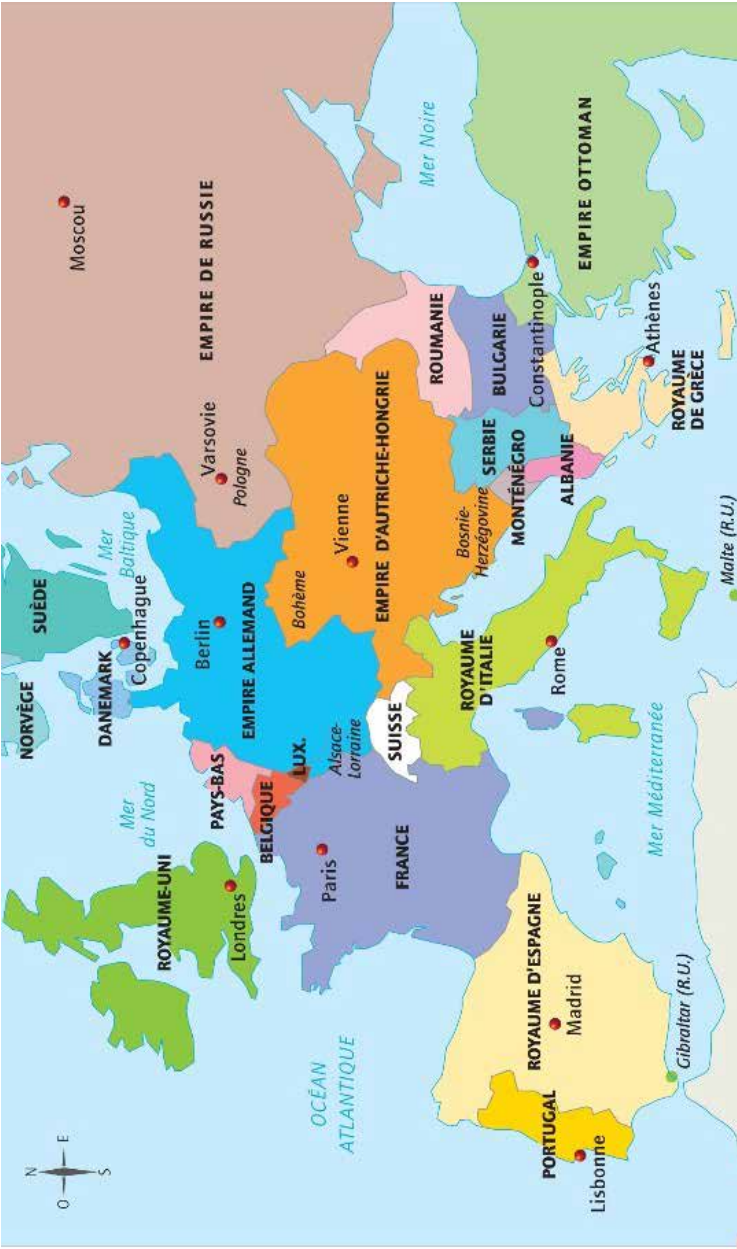 N
O
E
S
NORVÈGE
SUÈDE
Moscou
Mer
Baltique
DANEMARK
Copenhague
Mer
du Nord
ROYAUME-UNI
Londres
PAYS-BAS
BELGIQUE
LUX.
Berlin
EMPIRE ALLEMAND
Varsovie
Pologne
EMPIRE DE RUSSIE
OCÉAN
ATLANTIQUE
Paris
FRANCE
Alsace-
Lorraine
Bohème
Vienne
EMPIRE D'AUTRICHE-HONGRIE
SUISSE
ROUMANIE
Mer Noire
ROYAUME
D'ITALIE
Bosnie-
Herzégovine
SERBIE
MONTÉNÉGRO
BULGARIE
ALBANIE
Constantinople
EMPIRE OTTOMAN
PORTUGAL
Lisbonne
ROYAUME D'ESPAGNE
Madrid
Rome
Athènes
ROYAUME
DE GRÈCE
Gibraltar (R.U.)
Mer Méditerranée
Malte (R.U.)